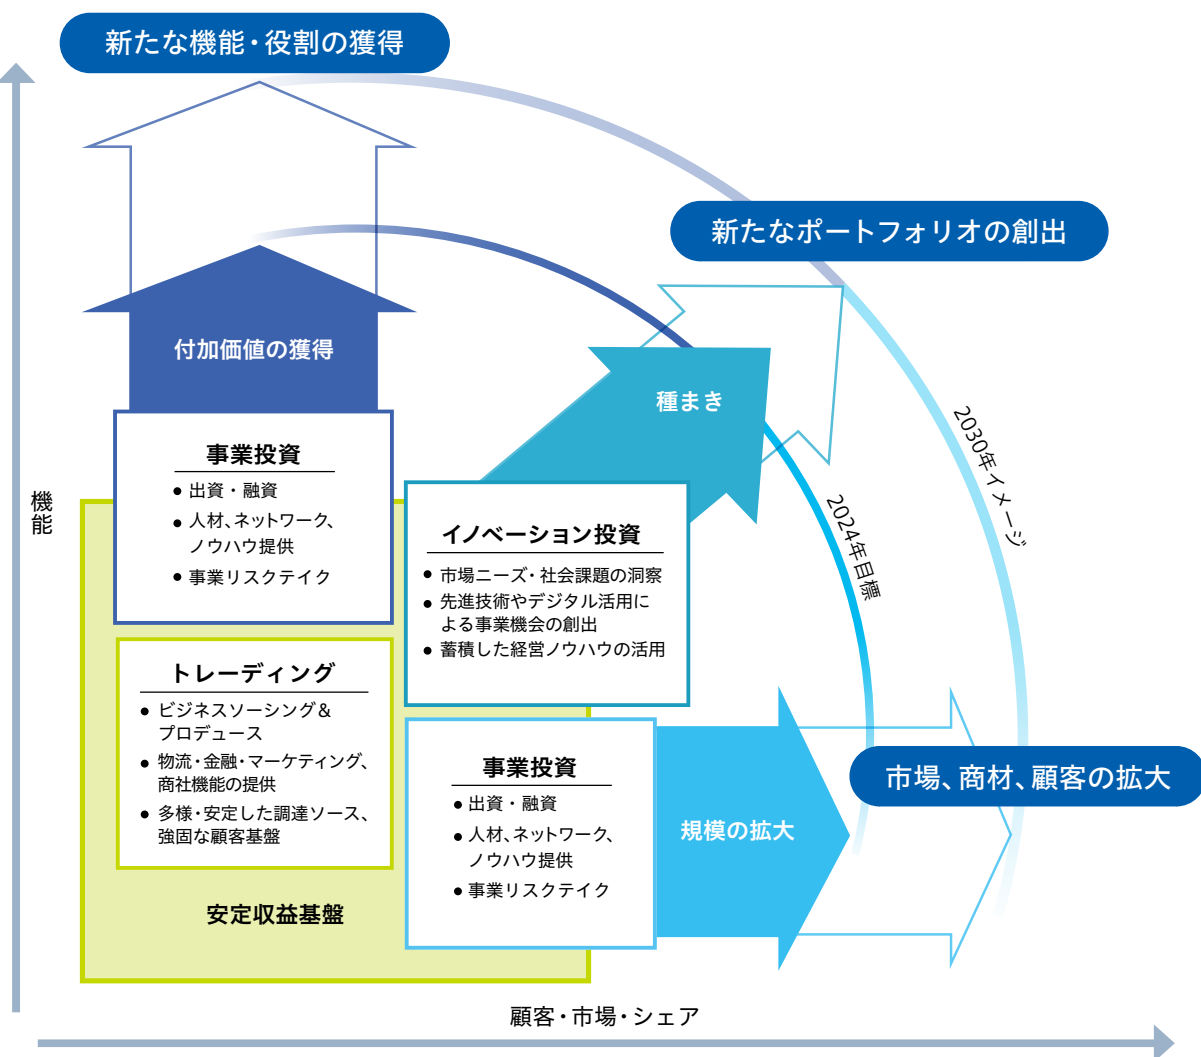 新たな機能・役割の獲得
新たなポートフォリオの創出
付加価値の獲得
種まき
2030年イメージ
2024年目標
機能
事業投資
● 出資・融資
● 人材、ネットワーク、
ノウハウ提供
● 事業リスクテイク
イノベーション投資
● 市場ニーズ・社会課題の洞察
● 先進技術やデジタル活用に
よる事業機会の創出
● 蓄積した経営ノウハウの活用
トレーディング
● ビジネスソーシング&
プロデュース
● 物流・金融・マーケティング、
商社機能の提供
● 多様・安定した調達ソース、
強固な顧客基盤
事業投資
● 出資・融資
● 人材、ネットワーク、
ノウハウ提供
● 事業リスクテイク
規模の拡大
市場、商材、顧客の拡大
安定収益基盤
顧客・市場・シェア